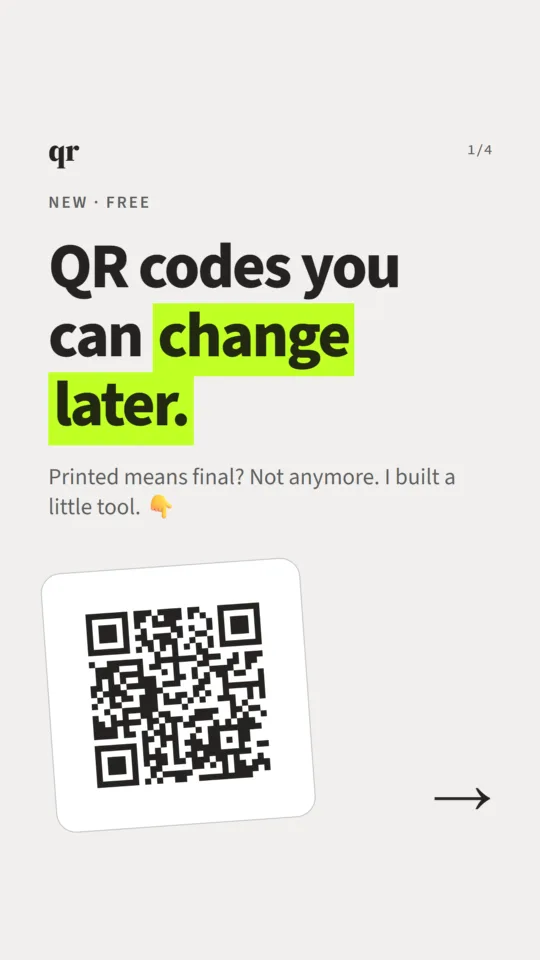 qr
1/4
NEW · FREE
QR codes you
can change
later.
Printed means final? Not anymore. I built a
little tool. 👇